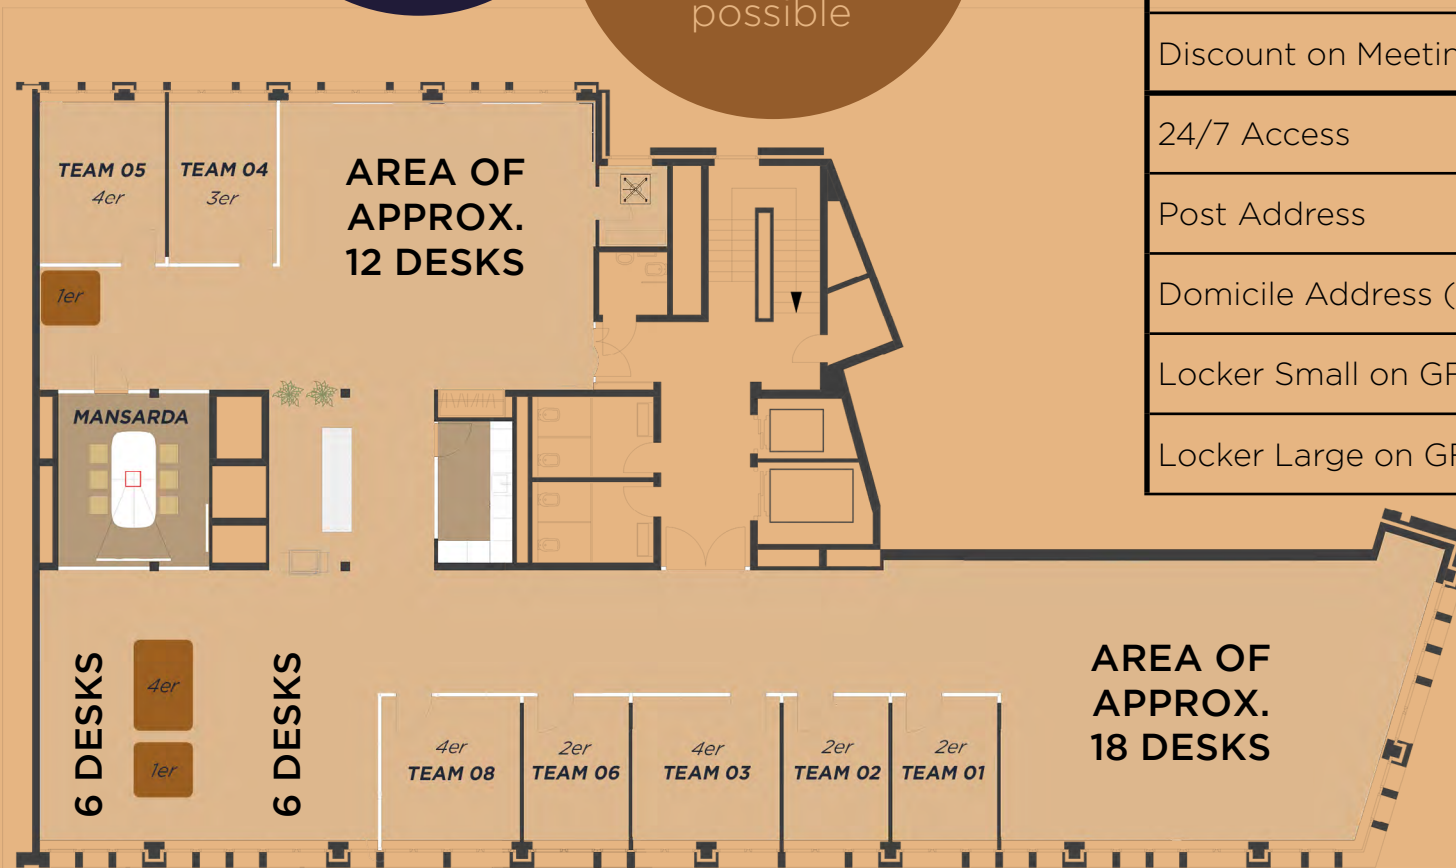 possible
Discount on Meetin
24/7 Access
Post Address
Domicile Address (
Locker Small on GF
Locker Large on GF
TEAM 05
4er
TEAM 04
3er
AREA OF
APPROX.
12 DESKS
1er
MANSARDA
6 DESKS
4er
1er
6 DESKS
4er
TEAM 08
2er
TEAM 06
4er
TEAM 03
2er
TEAM 02
2er
TEAM 01
AREA OF
APPROX.
18 DESKS